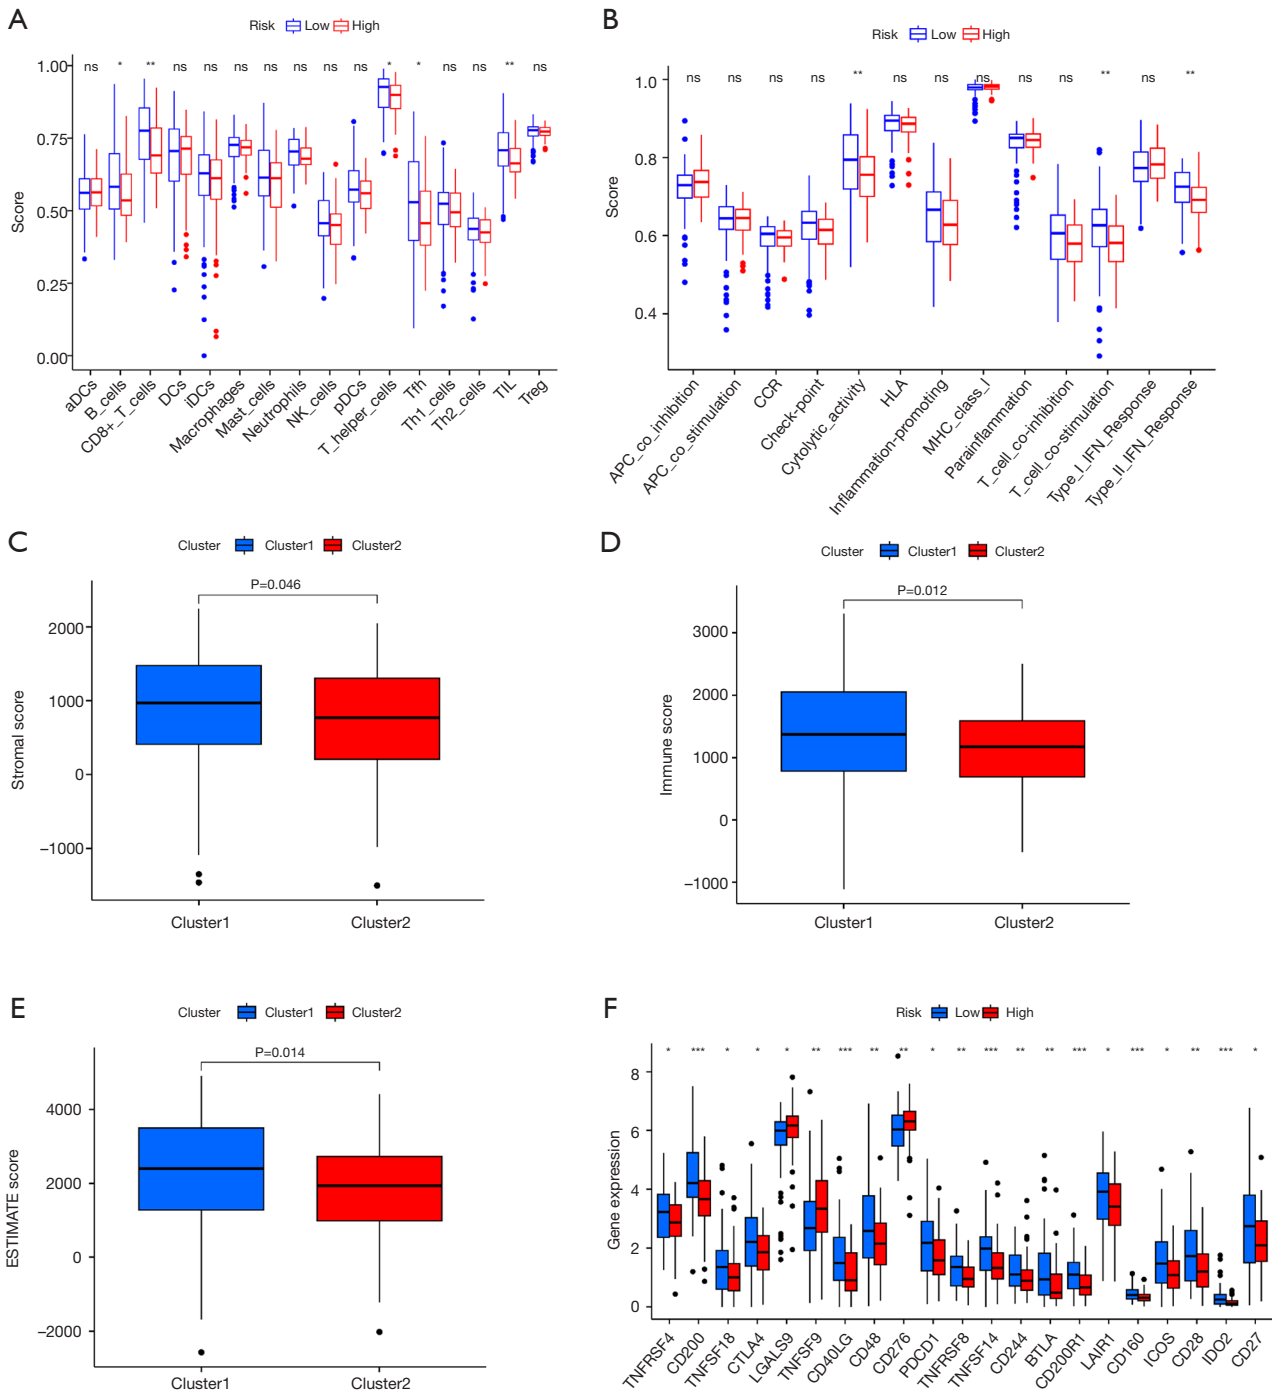 A
Risk Low High
ns * ** ns ns ns ns ns ns ns * * ns ns ** ns
1.00
0.75
0.50
0.25
0.00
Score
aDCs
B_cells
CD8+_T_cells
DCs
iDCs
Macrophages
Mast_cells
Neutrophils
NK_cells
pDCs
T_helper_cells
Tfh
Th1_cells
Th2_cells
TIL
Treg
B
Risk Low High
ns ns ns ns ** ns ns ns ns ns ** ns **
1.0
0.8
0.6
0.4
Score
APC_co_inhibition
APC_co_stimulation
CCR
Check-point
Cytolytic_activity
HLA
Inflammation-promoting
MHC_class_I
Parainflammation
T_cell_co-inhibition
T_cell_co-stimulation
Type_I_IFN_Response
Type_II_IFN_Response
C
Cluster Cluster1 Cluster2
P=0.046
2000
1000
0
−1000
Stromal score
Cluster1 Cluster2
D
Cluster Cluster1 Cluster2
P=0.012
3000
2000
1000
0
−1000
Immune score
Cluster1 Cluster2
E
Cluster Cluster1 Cluster2
P=0.014
4000
2000
0
−2000
ESTIMATE score
Cluster1 Cluster2
F
Risk Low High
* *** * * * ** *** ** ** * ** *** ** ** *** * *** * ** *** *
8
6
4
2
0
Gene expression
TNFRSF4
CD200
TNFSF18
CTLA4
LGALS9
TNFSF9
CD40LG
CD48
CD276
PDCD1
TNFRSF8
TNFSF14
CD244
BTLA
CD200R1
LAIR1
CD160
ICOS
CD28
IDO2
CD27